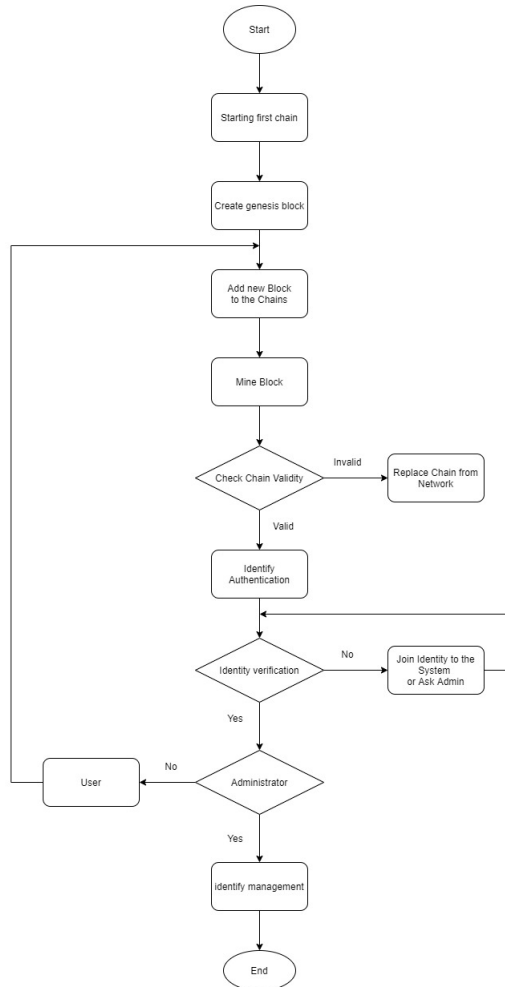 Start
Starting first chain
Create genesis block
Add new Block
to the Chains
Mine Block
Check Chain Validity
Invalid
Replace Chain from
Network
Valid
Identify
Authentication
Identity verification
No
Join Identity to the
System
or Ask Admin
Yes
User
No
Administrator
Yes
identify management
End